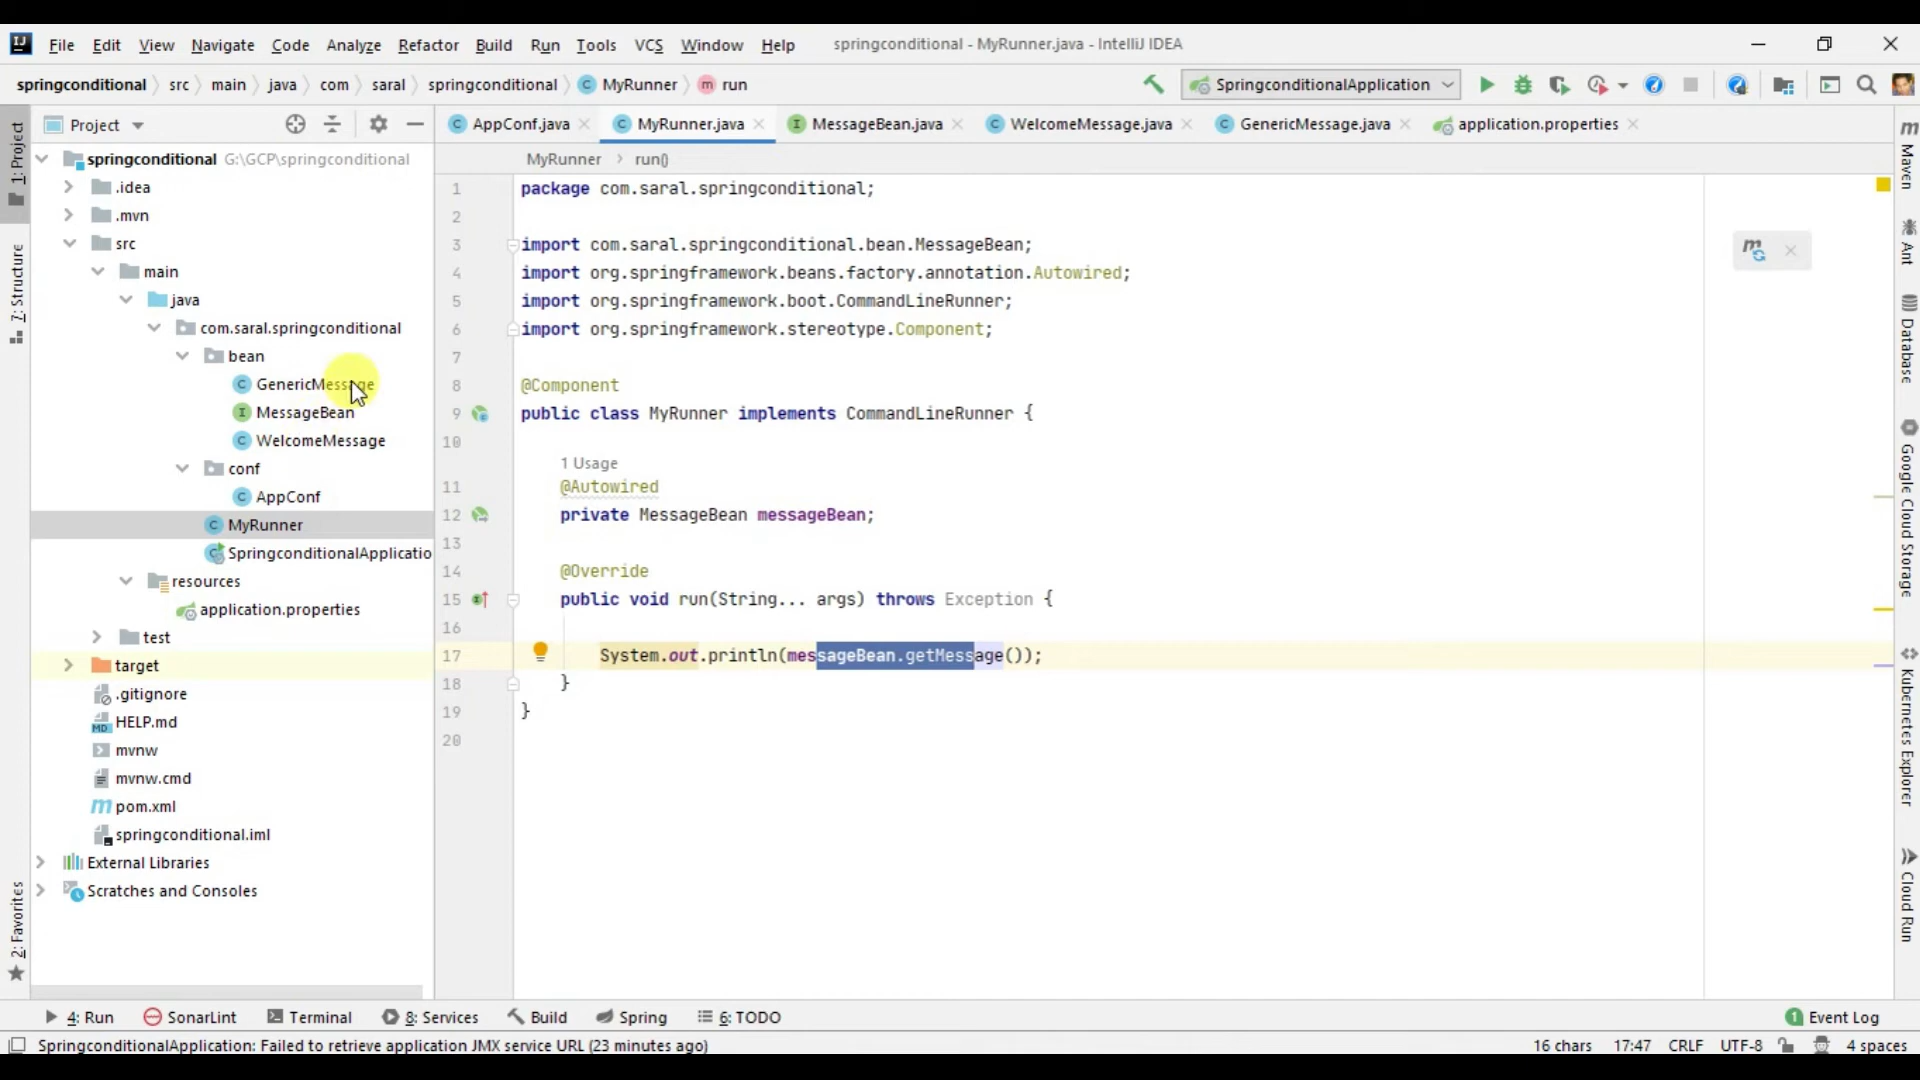 File Edit View Navigate Code Analyze Refactor Build Run Tools VCS Window Help springconditional - MyRunner.java - IntelliJ IDEA
springconditional src main java com saral springconditional MyRunner run SpringconditionalApplication
Project
AppConf.java MyRunner.java MessageBean.java WelcomeMessage.java GenericMessage.java application.properties
MyRunner run()
springconditional G:\GCP\springconditional
.idea
.mvn
src
main
java
com.saral.springconditional
bean
GenericMessage
MessageBean
WelcomeMessage
conf
AppConf
MyRunner
SpringconditionalApplicatio
resources
application.properties
test
target
.gitignore
HELP.md
mvnw
mvnw.cmd
pom.xml
springconditional.iml
External Libraries
Scratches and Consoles
1 package com.saral.springconditional;
2
3 import com.saral.springconditional.bean.MessageBean;
4 import org.springframework.beans.factory.annotation.Autowired;
5 import org.springframework.boot.CommandLineRunner;
6 import org.springframework.stereotype.Component;
7
8 @Component
9 public class MyRunner implements CommandLineRunner {
10
1 Usage
11 @Autowired
12 private MessageBean messageBean;
13
14 @Override
15 public void run(String... args) throws Exception {
16
17 System.out.println(messageBean.getMessage());
18 }
19 }
20
1: Project
7: Structure
2: Favorites
Maven
Ant
Database
Google Cloud Storage
Kubernetes Explorer
Cloud Run
4: Run SonarLint Terminal 8: Services Build Spring 6: TODO 1 Event Log
SpringconditionalApplication: Failed to retrieve application JMX service URL (23 minutes ago) 16 chars 17:47 CRLF UTF-8 4 spaces